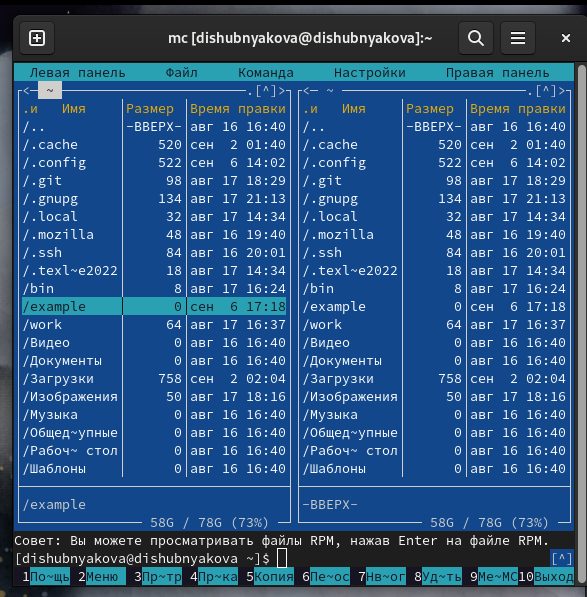 mc [dishubnyakova@dishubnyakova]:~
Левая панель Файл Команда Настройки Правая панель
<─ ~ ─.[^]>
.и Имя Размер Время правки
/.. -ВВЕРХ- авг 16 16:40
/.cache 520 сен 2 01:40
/.config 522 сен 6 14:02
/.git 98 авг 17 18:29
/.gnupg 134 авг 17 21:13
/.local 32 авг 17 14:34
/.mozilla 48 авг 16 19:40
/.ssh 84 авг 16 20:01
/.texl~e2022 18 авг 17 14:34
/bin 8 авг 17 16:24
/example 0 сен 6 17:18
/work 64 авг 17 16:37
/Видео 0 авг 16 16:40
/Документы 0 авг 16 16:40
/Загрузки 758 сен 2 02:04
/Изображения 50 авг 17 18:16
/Музыка 0 авг 16 16:40
/Общед~упные 0 авг 16 16:40
/Рабоч~ стол 0 авг 16 16:40
/Шаблоны 0 авг 16 16:40
/example
58G / 78G (73%)
<─ ~ ─.[^]>
.и Имя Размер Время правки
/.. -ВВЕРХ- авг 16 16:40
/.cache 520 сен 2 01:40
/.config 522 сен 6 14:02
/.git 98 авг 17 18:29
/.gnupg 134 авг 17 21:13
/.local 32 авг 17 14:34
/.mozilla 48 авг 16 19:40
/.ssh 84 авг 16 20:01
/.texl~e2022 18 авг 17 14:34
/bin 8 авг 17 16:24
/example 0 сен 6 17:18
/work 64 авг 17 16:37
/Видео 0 авг 16 16:40
/Документы 0 авг 16 16:40
/Загрузки 758 сен 2 02:04
/Изображения 50 авг 17 18:16
/Музыка 0 авг 16 16:40
/Общед~упные 0 авг 16 16:40
/Рабоч~ стол 0 авг 16 16:40
/Шаблоны 0 авг 16 16:40
-ВВЕРХ-
58G / 78G (73%)
Совет: Вы можете просматривать файлы RPM, нажав Enter на файле RPM.
[dishubnyakova@dishubnyakova ~]$ [^]
1По~щь 2Меню 3Пр~тр 4Пр~ка 5Копия 6Пе~ос 7Нв~ог 8Уд~ть 9Ме~МС10Выход